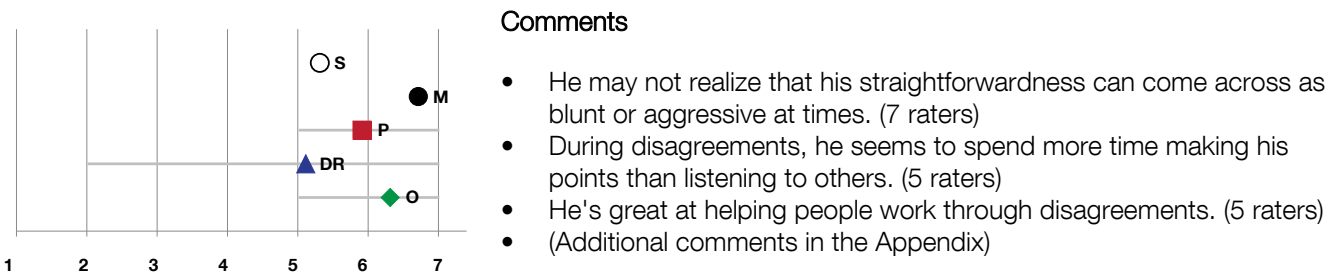 S
M
P
DR
O
1 2 3 4 5 6 7
Comments
• He may not realize that his straightforwardness can come across as
blunt or aggressive at times. (7 raters)
• During disagreements, he seems to spend more time making his
points than listening to others. (5 raters)
• He's great at helping people work through disagreements. (5 raters)
• (Additional comments in the Appendix)